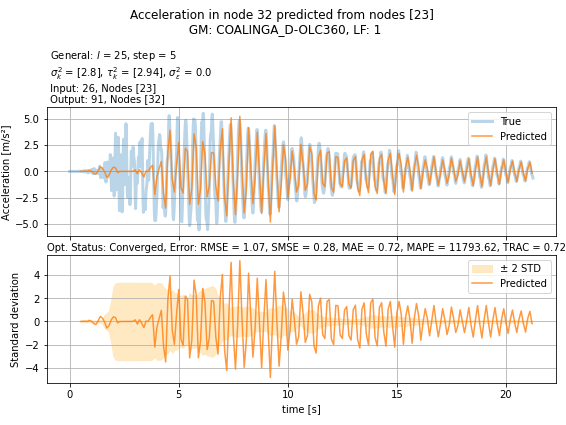 Acceleration in node 32 predicted from nodes [23]
GM: COALINGA_D-OLC360, LF: 1
General: l = 25, step = 5
σ²ₖ = [2.8], τ²ₖ = [2.94], σ²ε = 0.0
Input: 26, Nodes [23]
Output: 91, Nodes [32]
Acceleration [m/s²]
5.0
2.5
0.0
−2.5
−5.0
True
Predicted
Opt. Status: Converged, Error: RMSE = 1.07, SMSE = 0.28, MAE = 0.72, MAPE = 11793.62, TRAC = 0.72
Standard deviation
4
2
0
−2
−4
± 2 STD
Predicted
0 5 10 15 20
time [s]